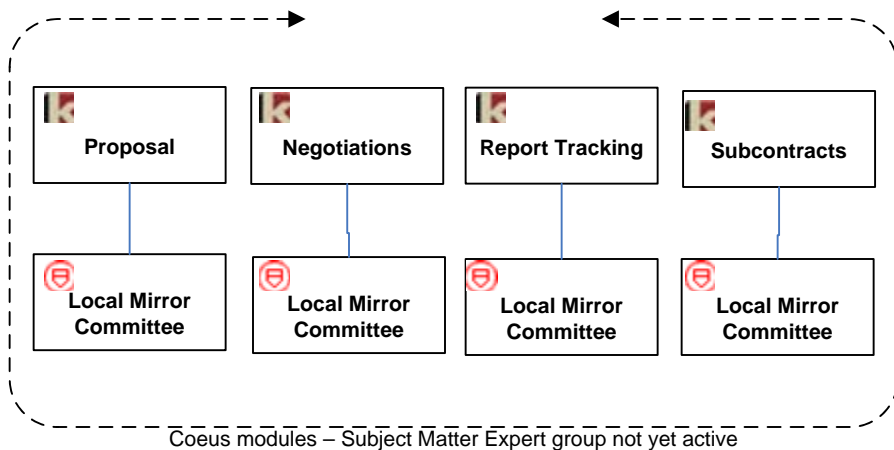 Proposal
Negotiations
Report Tracking
Subcontracts
Local Mirror
Committee
Local Mirror
Committee
Local Mirror
Committee
Local Mirror
Committee
Coeus modules – Subject Matter Expert group not yet active